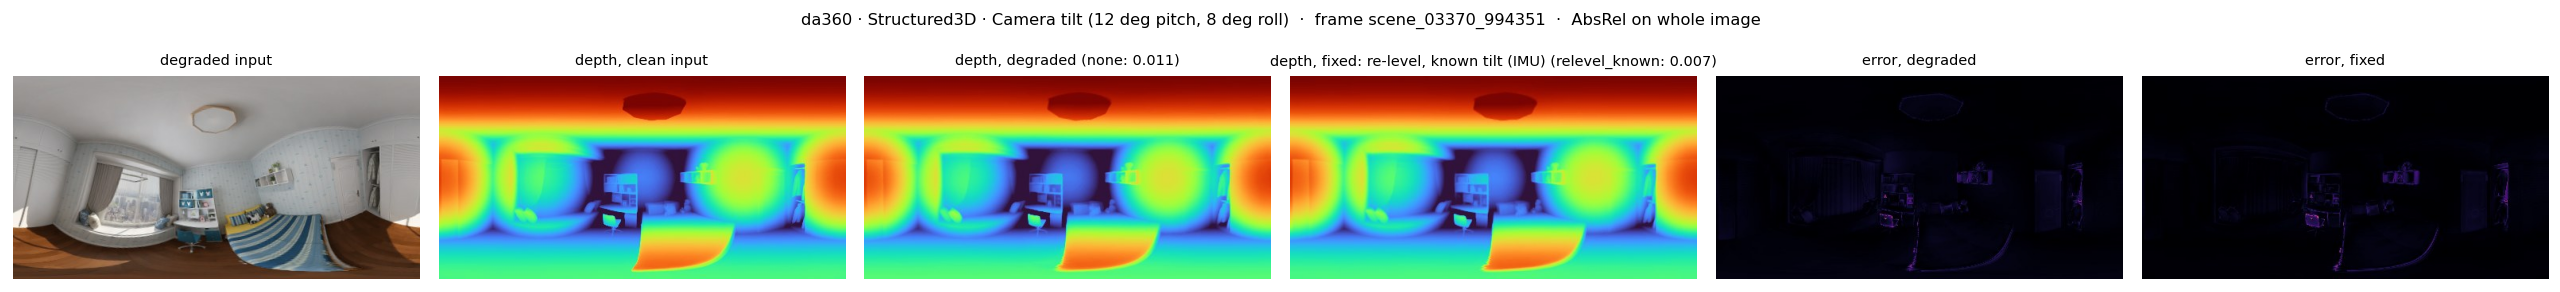 da360 · Structured3D · Camera tilt (12 deg pitch, 8 deg roll) · frame scene_03370_994351 · AbsRel on whole image
degraded input
depth, clean input
depth, degraded (none: 0.011)
depth, fixed: re-level, known tilt (IMU) (relevel_known: 0.007)
error, degraded
error, fixed